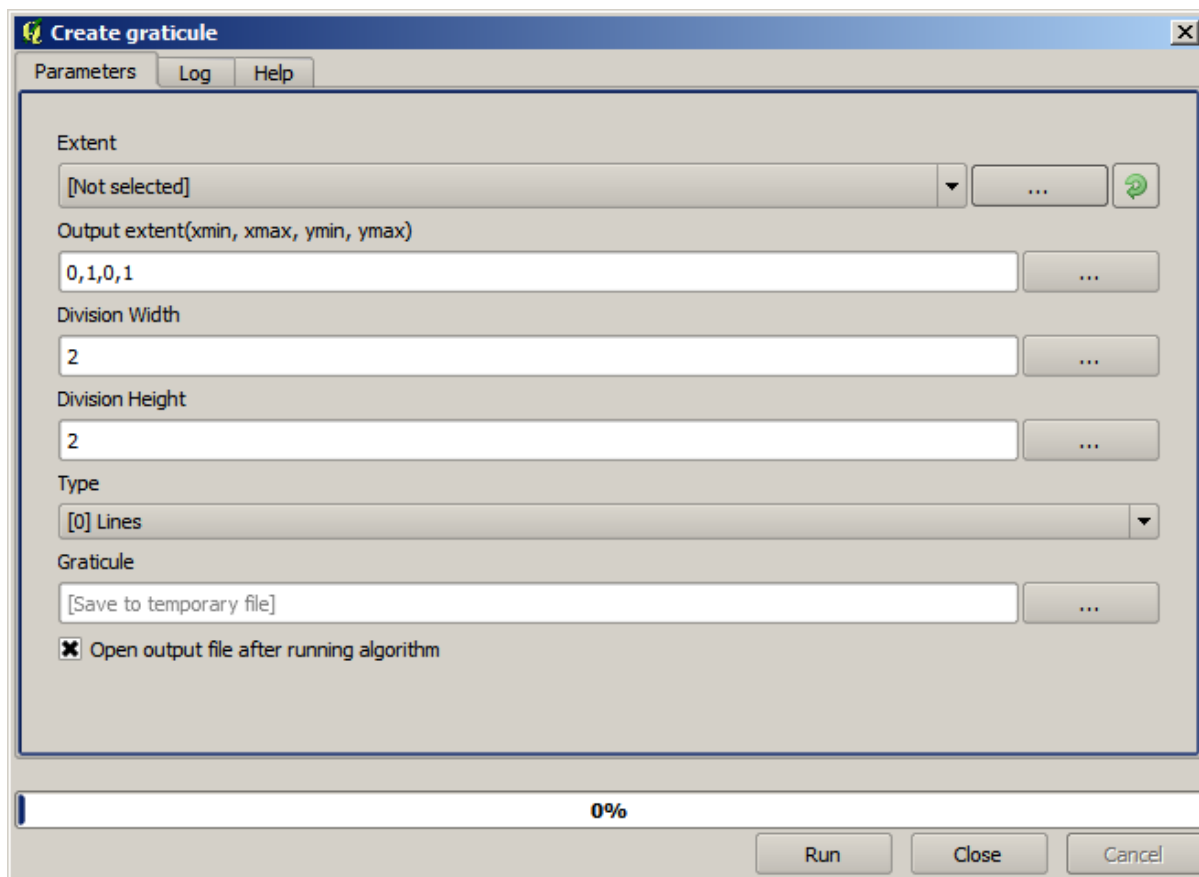 Create graticule
Parameters Log Help
Extent
[Not selected] ...
Output extent(xmin, xmax, ymin, ymax)
0,1,0,1 ...
Division Width
2 ...
Division Height
2 ...
Type
[0] Lines
Graticule
[Save to temporary file] ...
Open output file after running algorithm
0%
Run Close Cancel